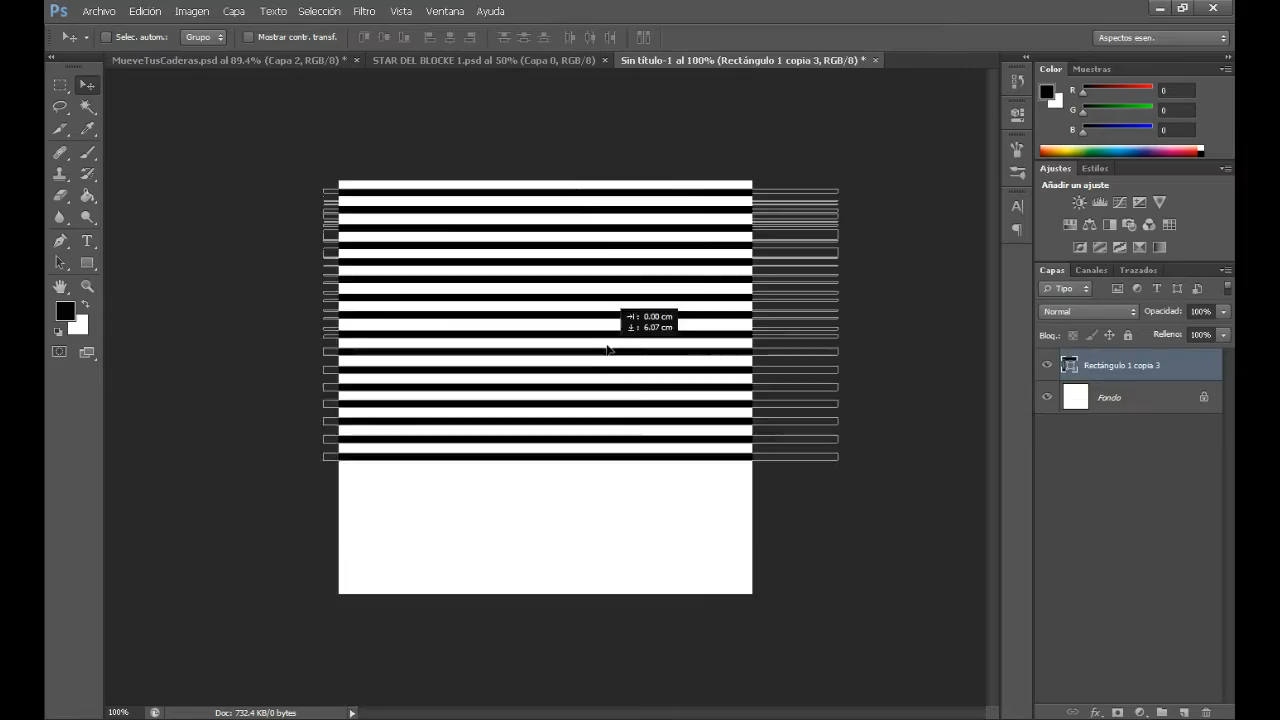 Ps Archivo Edición Imagen Capa Texto Selección Filtro Vista Ventana Ayuda
Selec. autom.: Grupo Mostrar contr. transf. Aspectos esen.
MueveTusCaderas.psd al 89.4% (Capa 2, RGB/8) * × STAR DEL BLOCKE 1.psd al 50% (Capa 0, RGB/8) × Sin título-1 al 100% (Rectángulo 1 copia 3, RGB/8) * ×
Color Muestras
R 0
G 0
B 0
Ajustes Estilos
Añadir un ajuste
Capas Canales Trazados
Tipo
Normal Opacidad: 100%
Bloq.: Relleno: 100%
Rectángulo 1 copia 3
Fondo
: 0.00 cm
: 6.07 cm
100% Doc: 732.4 KB/0 bytes